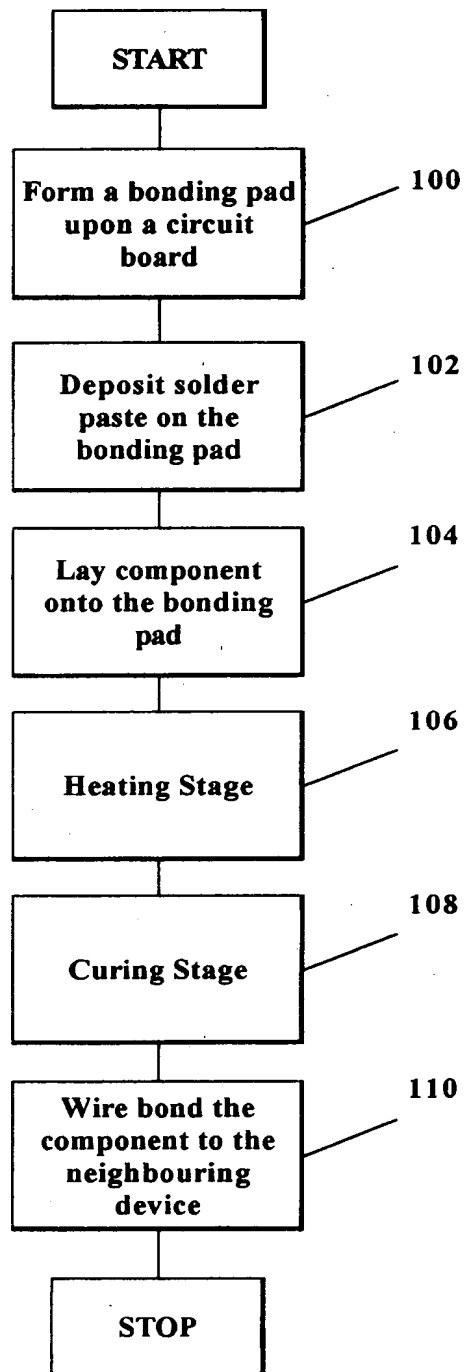 START
Form a bonding pad
upon a circuit
board
100
Deposit solder
paste on the
bonding pad
102
Lay component
onto the bonding
pad
104
Heating Stage
106
Curing Stage
108
Wire bond the
component to the
neighbouring
device
110
STOP